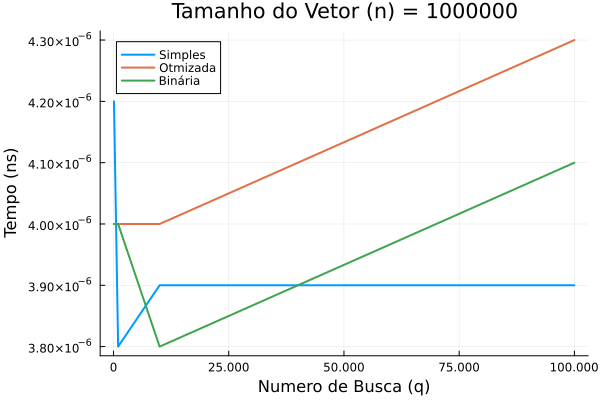 Tamanho do Vetor (n) = 1000000
4.30×10⁻⁶
4.20×10⁻⁶
4.10×10⁻⁶
4.00×10⁻⁶
3.90×10⁻⁶
3.80×10⁻⁶
Simples
Otmizada
Binária
Tempo (ns)
0
25.000
50.000
75.000
100.000
Numero de Busca (q)